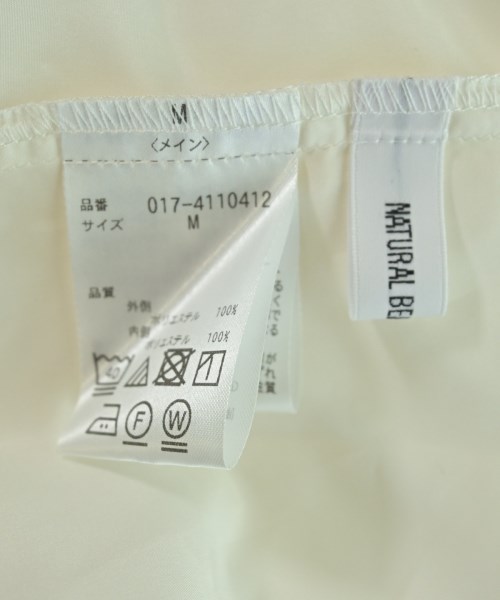 M
〈メイン〉
品番 017-4110412
サイズ M
品質
外側
ポリエステル 100%
内側
ポリエステル 100%
40
F W
NATURAL BE